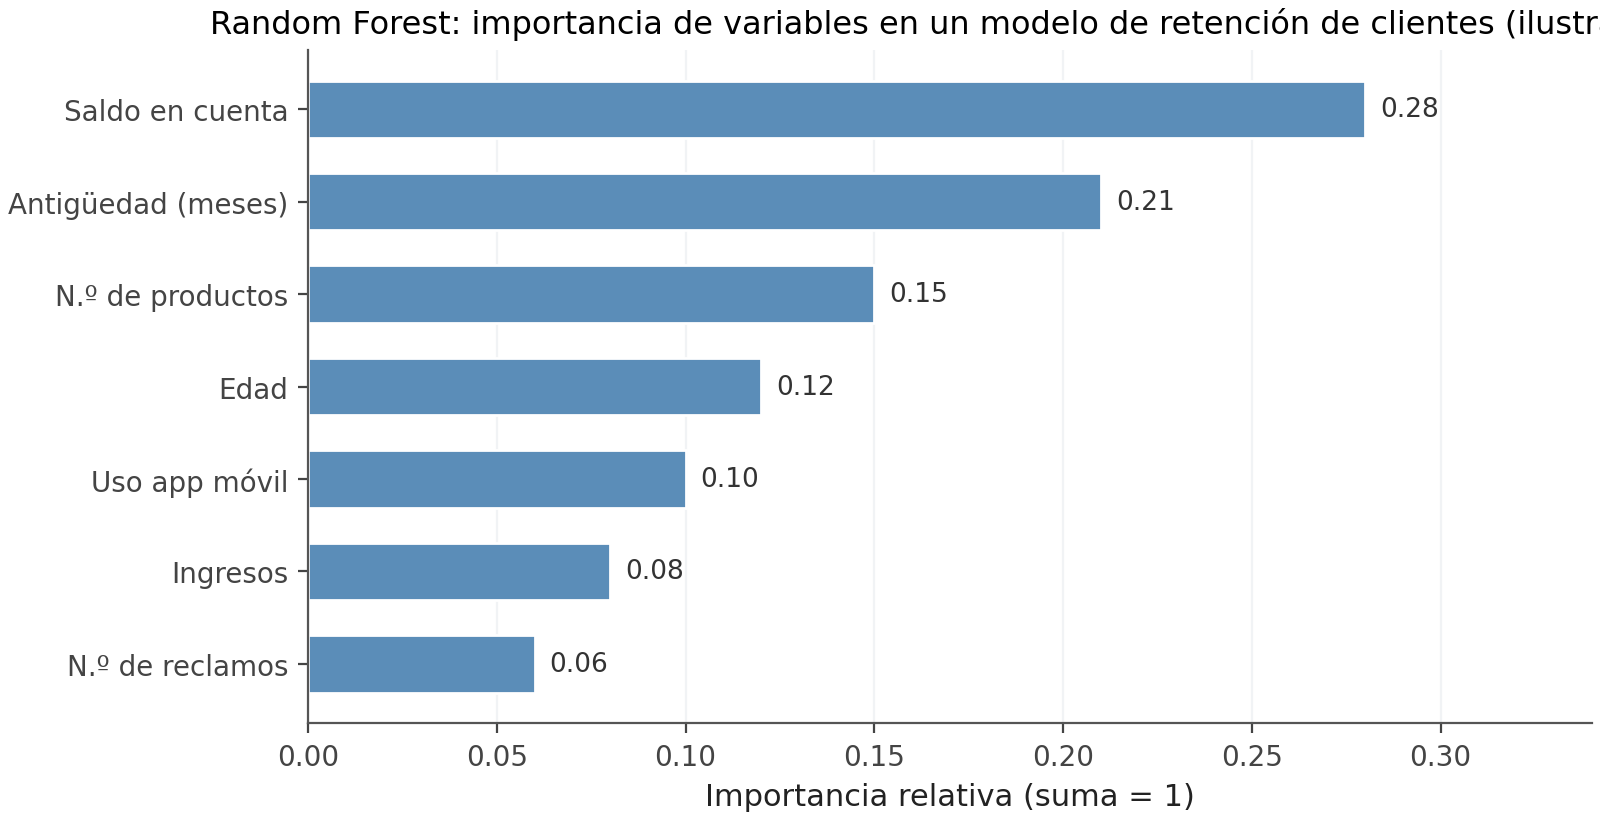 Random Forest: importancia de variables en un modelo de retención de clientes
Saldo en cuenta
0.28
Antigüedad (meses)
0.21
N.º de productos
0.15
Edad
0.12
Uso app móvil
0.10
Ingresos
0.08
N.º de reclamos
0.06
0.00 0.05 0.10 0.15 0.20 0.25 0.30
Importancia relativa (suma = 1)